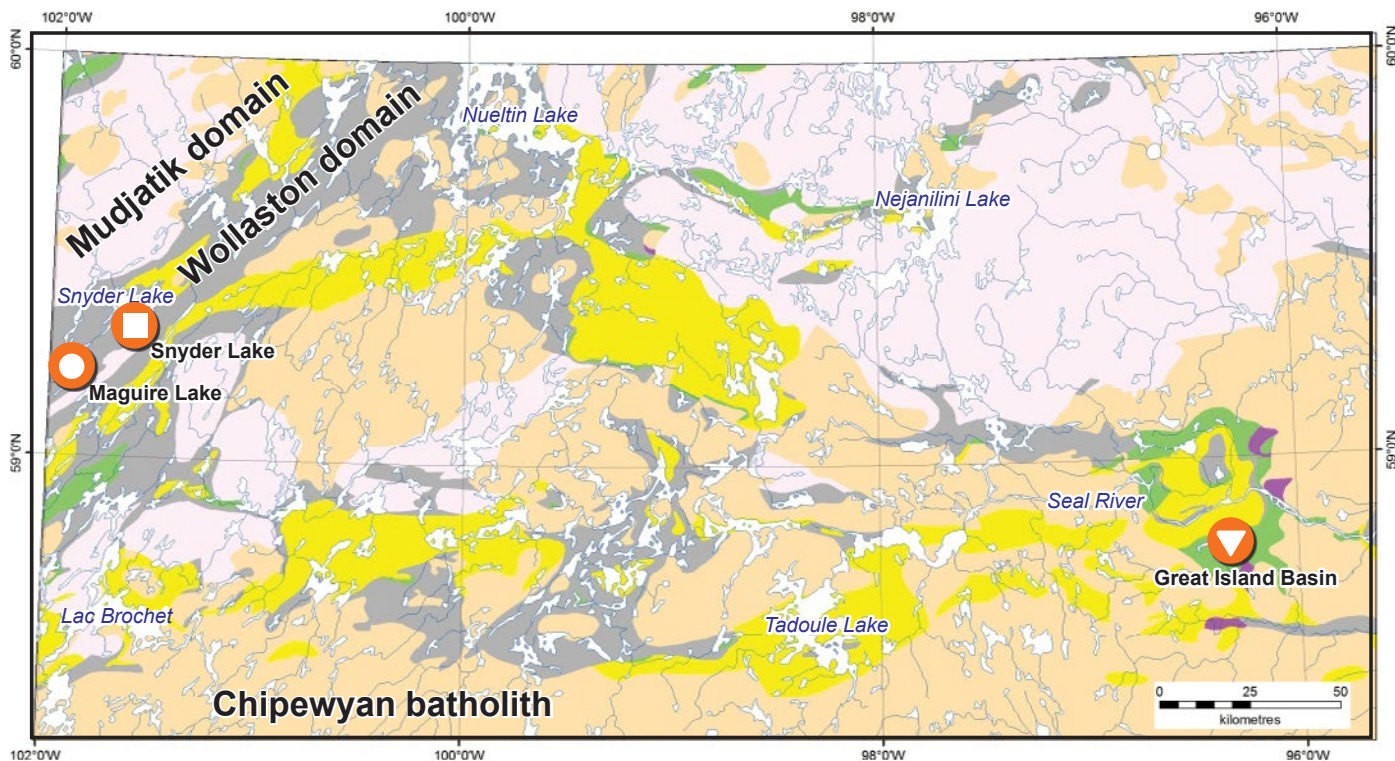 102°0'W
100°0'W
98°0'W
96°0'W
60°0'N
60°0'N
Mudjatik domain
Wollaston domain
Nueltin Lake
Nejanilini Lake
Snyder Lake
Snyder Lake
Maguire Lake
59°0'N
59°0'N
Seal River
Great Island Basin
Lac Brochet
Tadoule Lake
Chipewyan batholith
0 25 50
kilometres
102°0'W
100°0'W
98°0'W
96°0'W